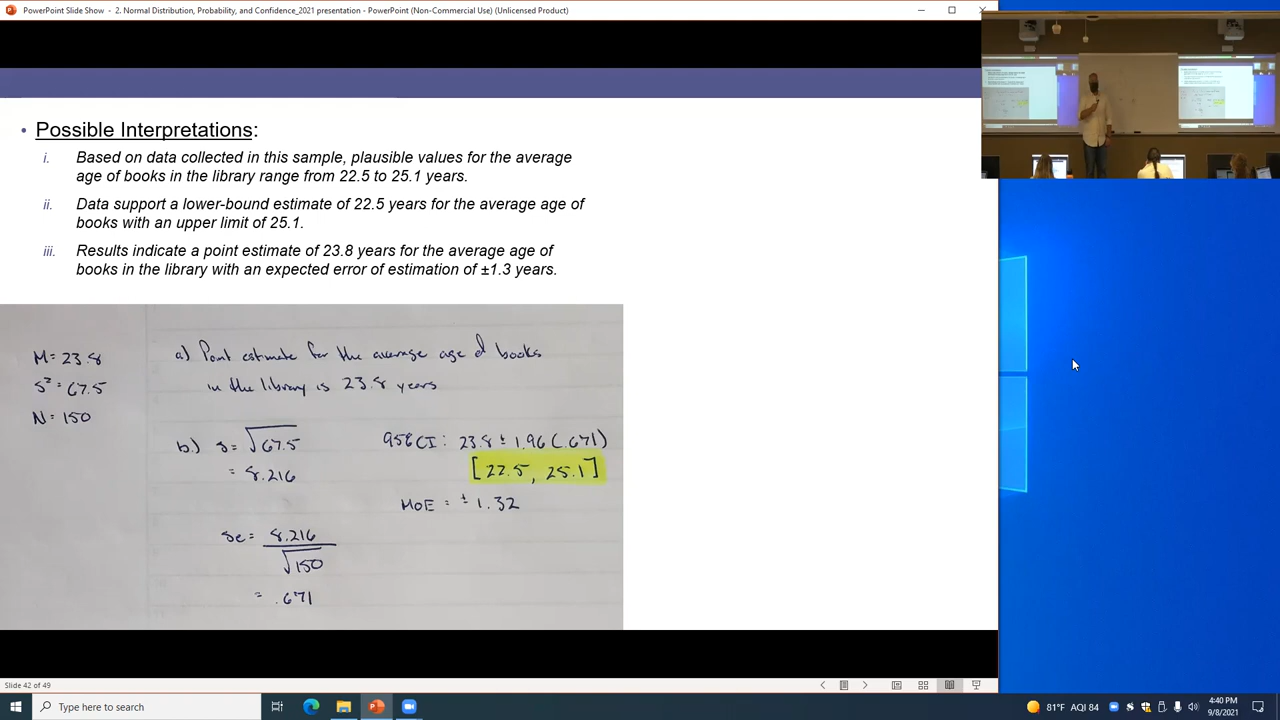 PowerPoint Slide Show - 2. Normal Distribution, Probability, and Confidence_2021 presentation - PowerPoint (Non-Commercial Use) (Unlicensed Product)
• Possible Interpretations:
i. Based on data collected in this sample, plausible values for the average
age of books in the library range from 22.5 to 25.1 years.
ii. Data support a lower-bound estimate of 22.5 years for the average age of
books with an upper limit of 25.1.
iii. Results indicate a point estimate of 23.8 years for the average age of
books in the library with an expected error of estimation of ±1.3 years.
M = 23.8
s² = 67.5
N = 150
a) Point estimate for the average age of books
in the library is 23.8 years
b.) s = √67.5
= 8.216
se = 8.216
√150
= .671
95% CI: 23.8 ± 1.96 (.671)
[22.5, 25.1]
MoE = ± 1.32
Slide 42 of 49
Type here to search
81°F AQI 84
4:40 PM
9/8/2021